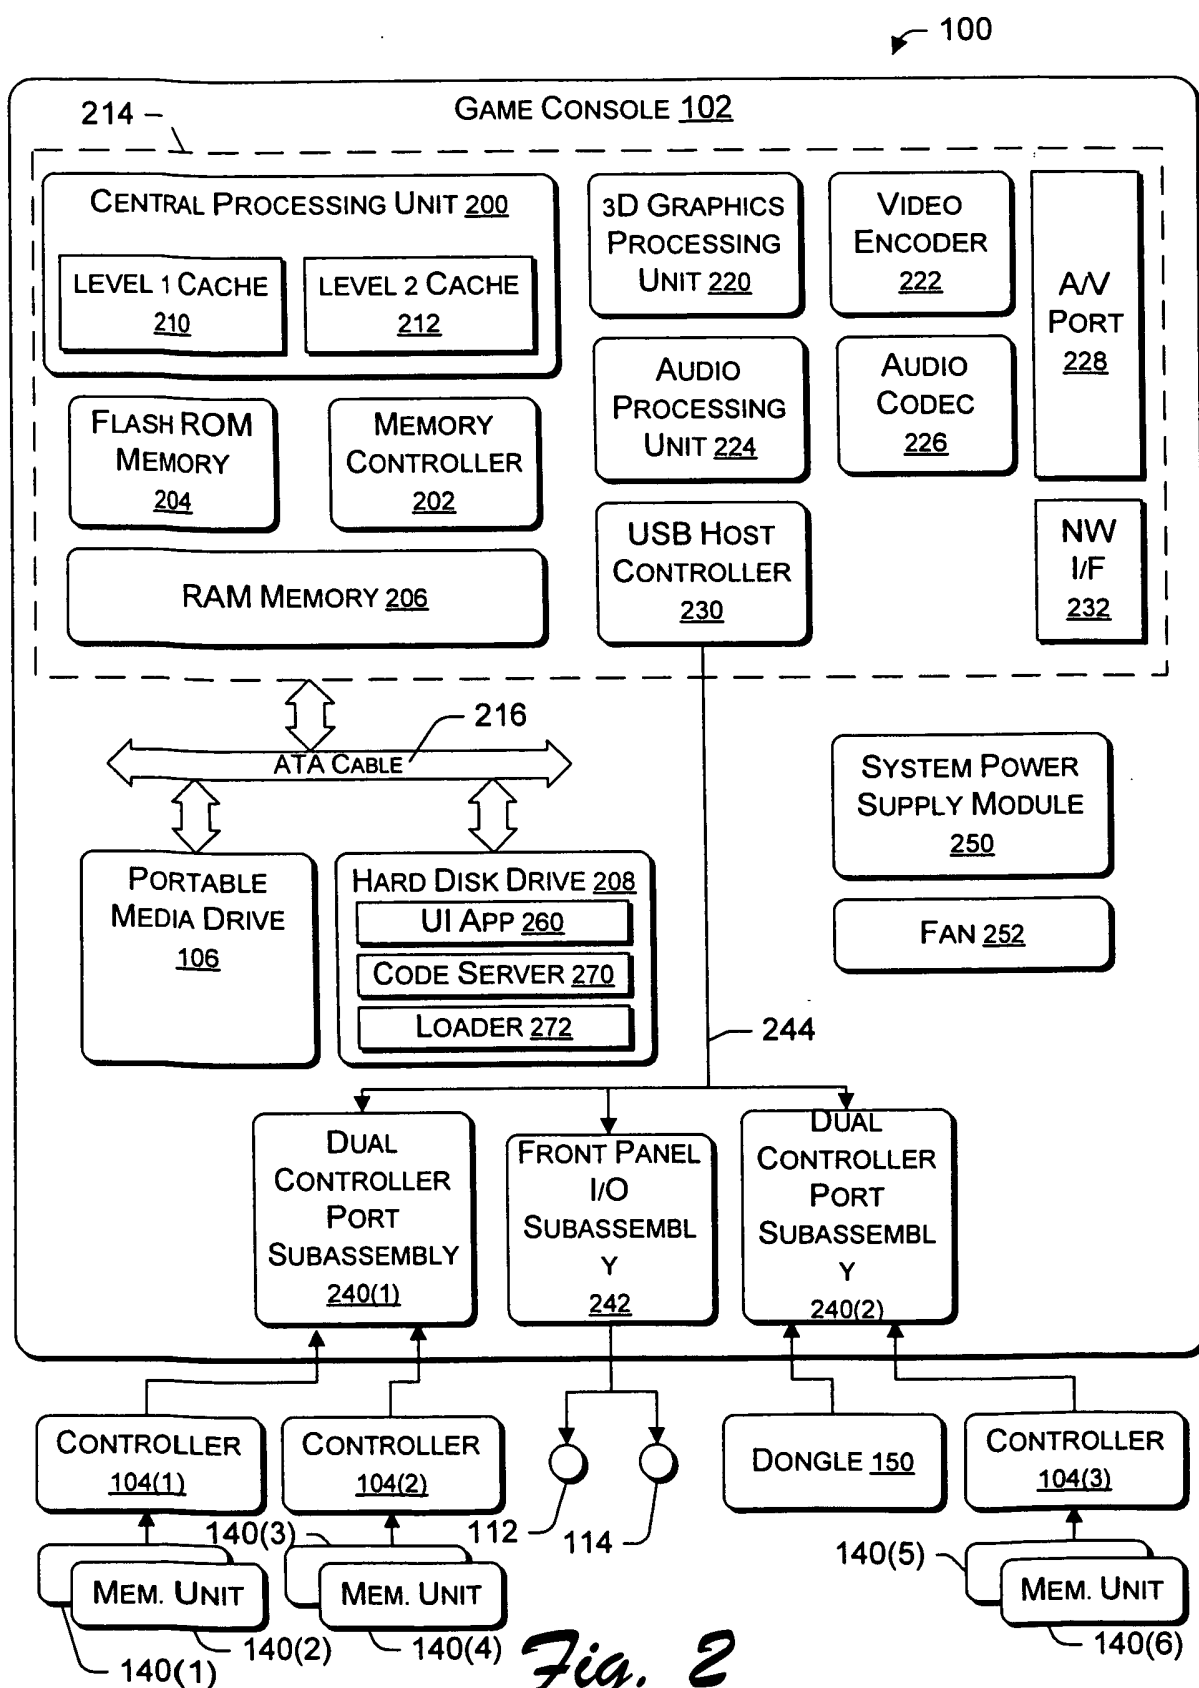 100
GAME CONSOLE 102
214
CENTRAL PROCESSING UNIT 200
LEVEL 1 CACHE
210
LEVEL 2 CACHE
212
3D GRAPHICS
PROCESSING
UNIT 220
VIDEO
ENCODER
222
A/V
PORT
228
FLASH ROM
MEMORY
204
MEMORY
CONTROLLER
202
AUDIO
PROCESSING
UNIT 224
AUDIO
CODEC
226
RAM MEMORY 206
USB HOST
CONTROLLER
230
NW
I/F
232
216
ATA CABLE
SYSTEM POWER
SUPPLY MODULE
250
PORTABLE
MEDIA DRIVE
106
HARD DISK DRIVE 208
UI APP 260
CODE SERVER 270
LOADER 272
FAN 252
244
DUAL
CONTROLLER
PORT
SUBASSEMBLY
240(1)
FRONT PANEL
I/O
SUBASSEMBL
Y
242
DUAL
CONTROLLER
PORT
SUBASSEMBL
Y
240(2)
CONTROLLER
104(1)
CONTROLLER
104(2)
112
114
DONGLE 150
CONTROLLER
104(3)
140(3)
140(5)
MEM. UNIT
MEM. UNIT
MEM. UNIT
140(1)
140(2)
140(4)
140(6)
Fig. 2